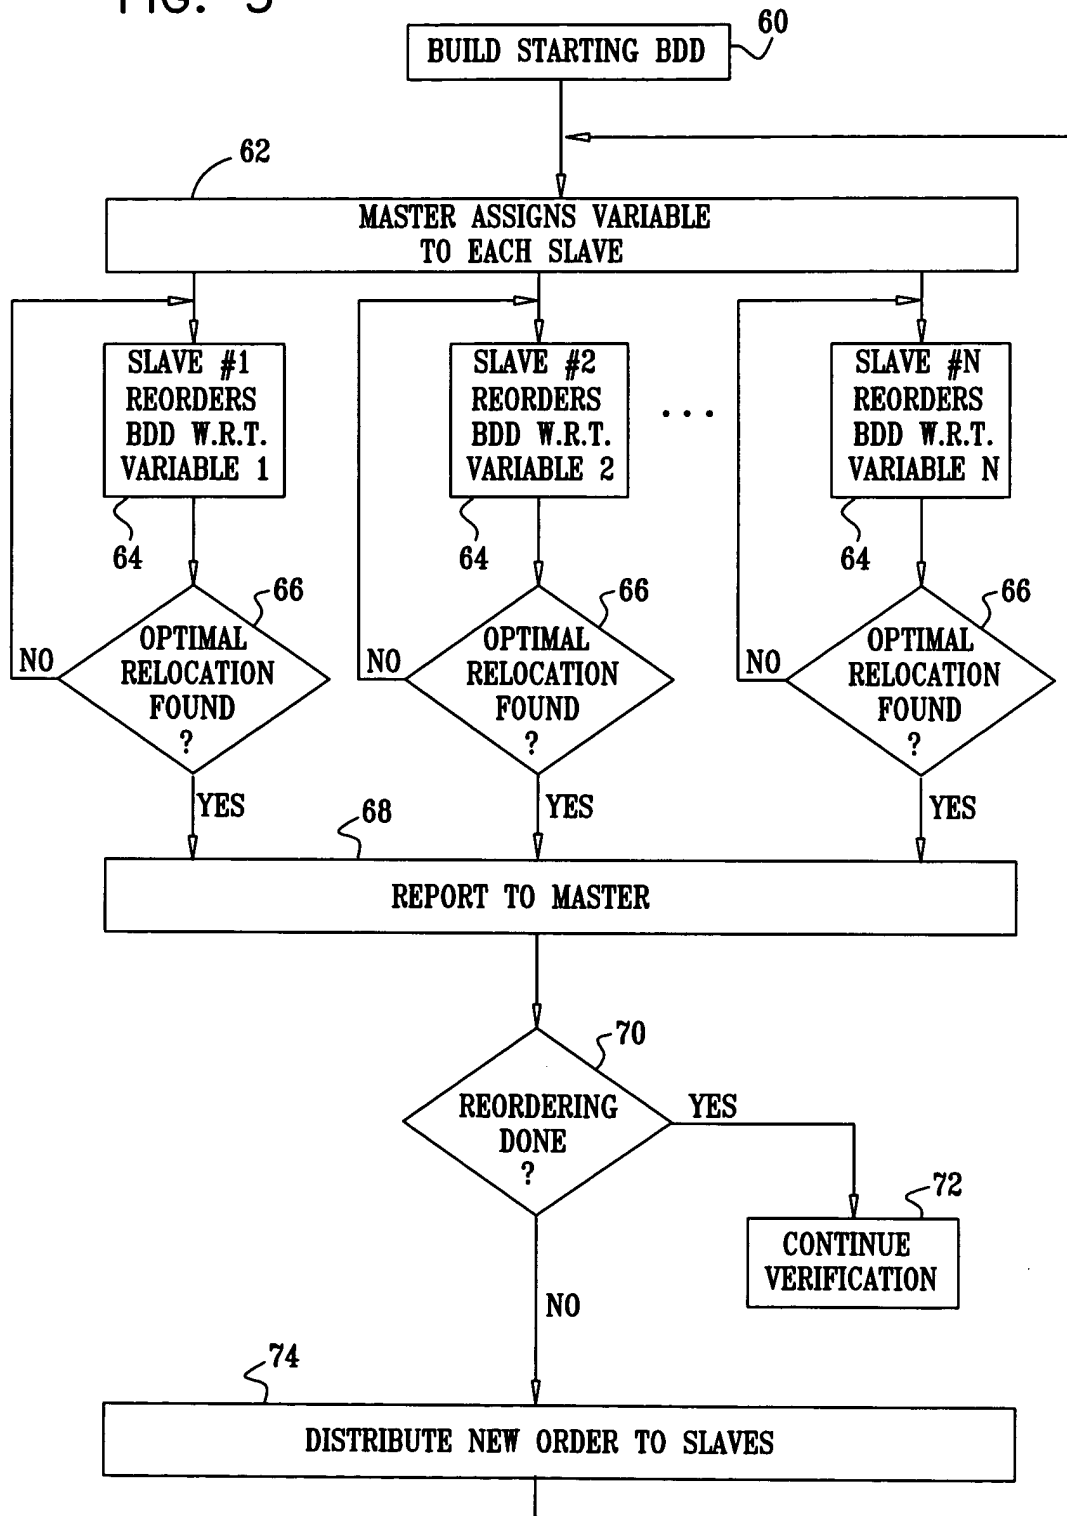 FIG. 3
BUILD STARTING BDD
60
62
MASTER ASSIGNS VARIABLE
TO EACH SLAVE
SLAVE #1
REORDERS
BDD W.R.T.
VARIABLE 1
SLAVE #2
REORDERS
BDD W.R.T.
VARIABLE 2
...
SLAVE #N
REORDERS
BDD W.R.T.
VARIABLE N
64
64
64
66
66
66
NO
OPTIMAL
RELOCATION
FOUND
?
NO
OPTIMAL
RELOCATION
FOUND
?
NO
OPTIMAL
RELOCATION
FOUND
?
YES
YES
YES
68
REPORT TO MASTER
70
REORDERING
DONE
?
YES
72
CONTINUE
VERIFICATION
NO
74
DISTRIBUTE NEW ORDER TO SLAVES